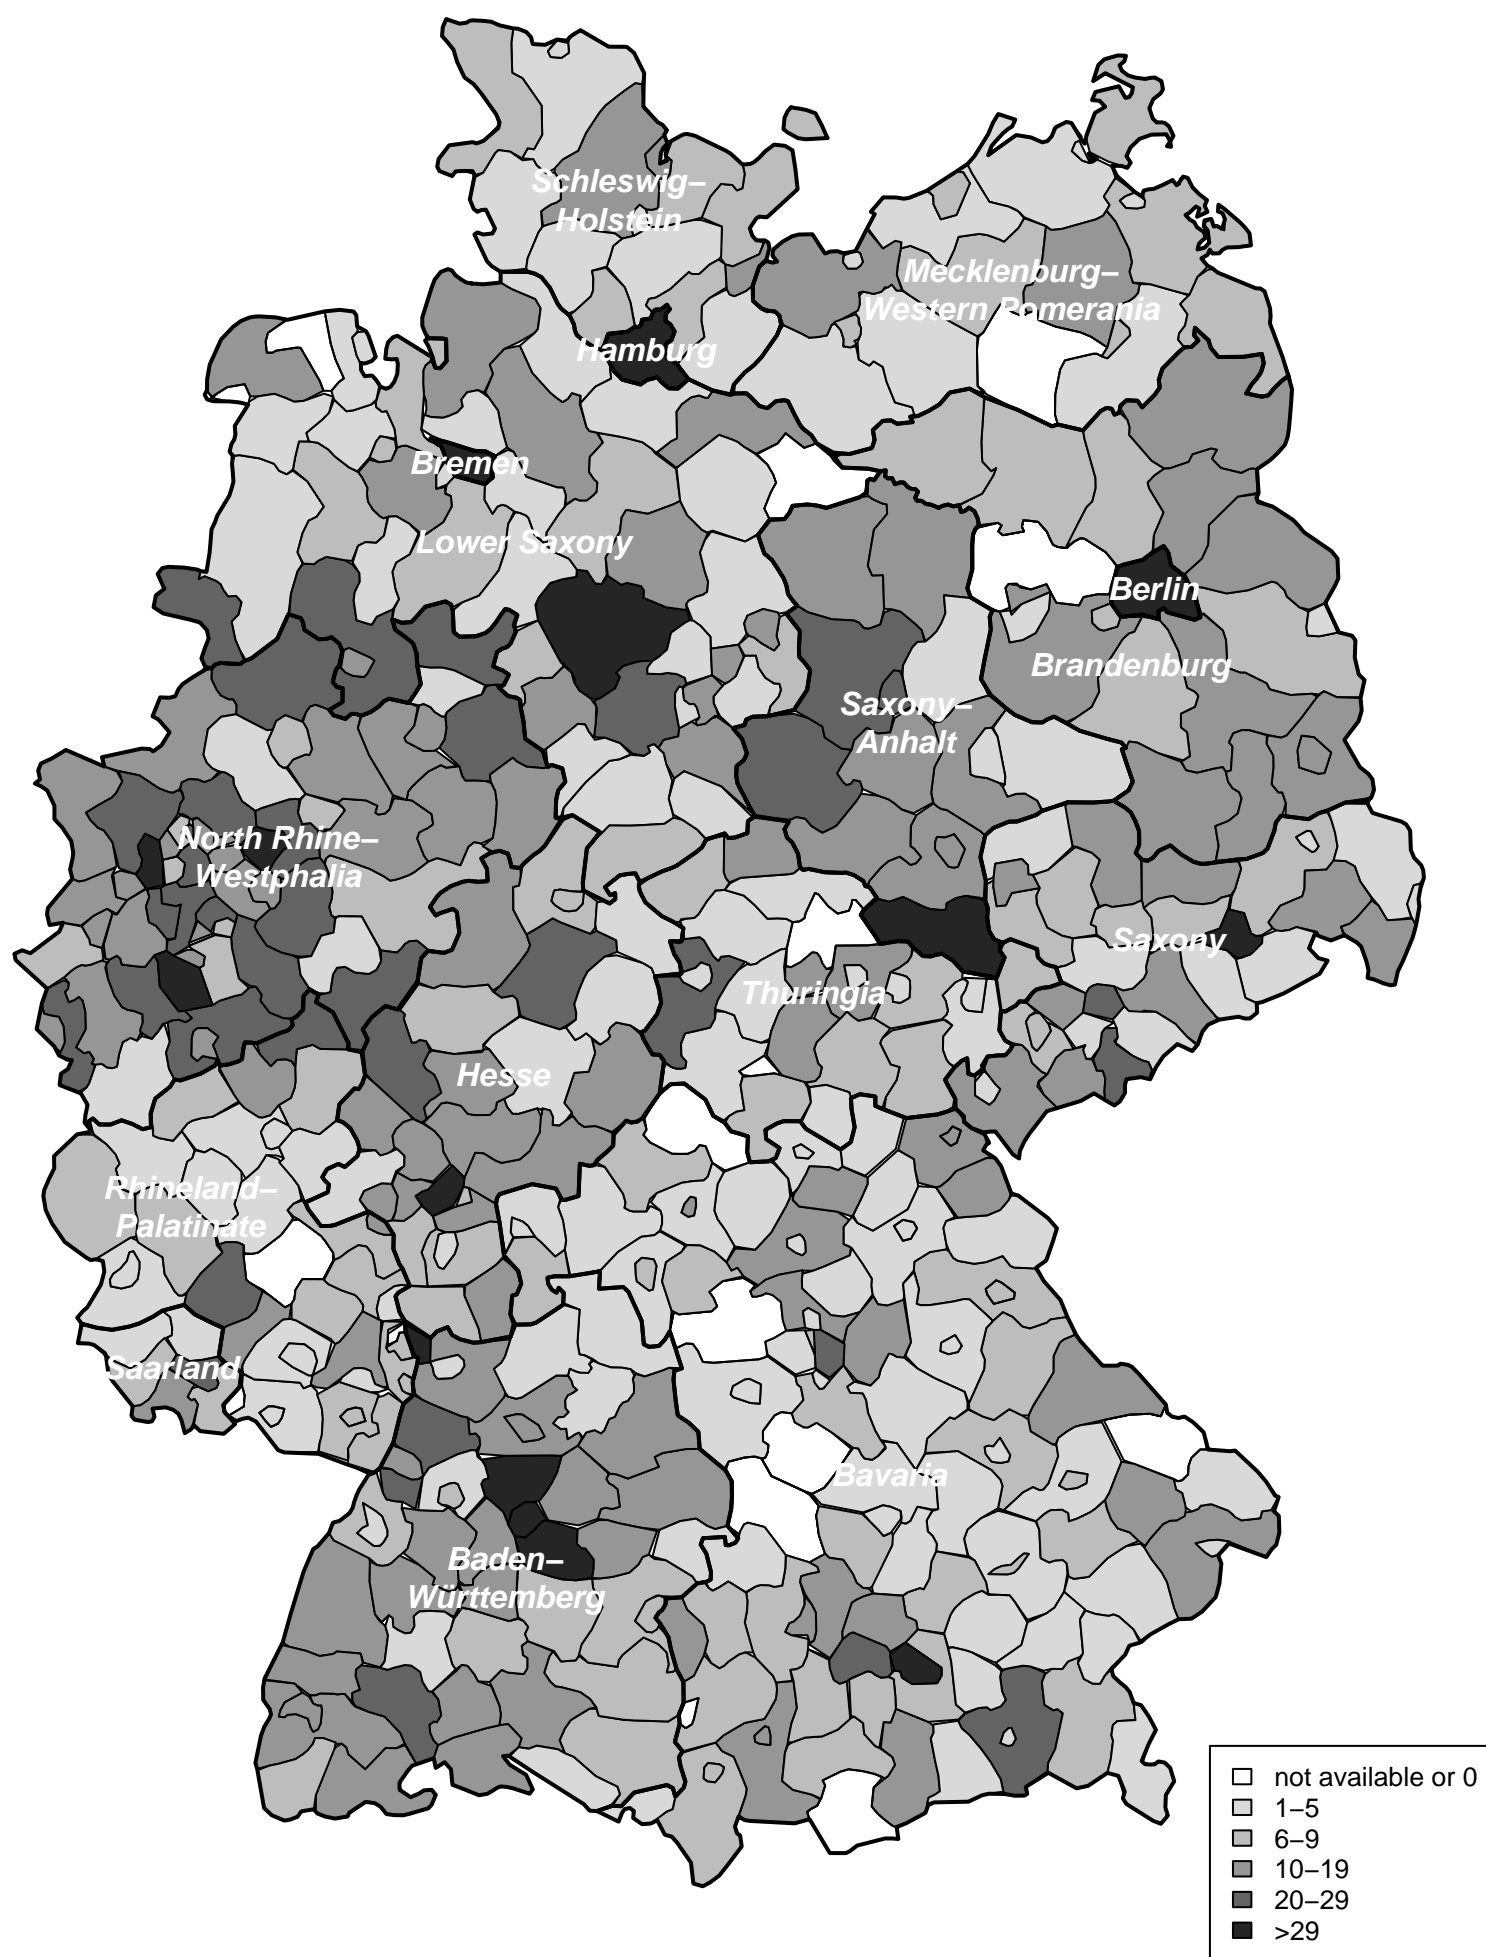 Schleswig–
Holstein
Mecklenburg–
Western Pomerania
Hamburg
Bremen
Lower Saxony
Berlin
Brandenburg
Saxony–
Anhalt
North Rhine–
Westphalia
Saxony
Thuringia
Hesse
Rhineland–
Palatinate
Saarland
Bavaria
Baden–
Württemberg
not available or 0
1–5
6–9
10–19
20–29
>29